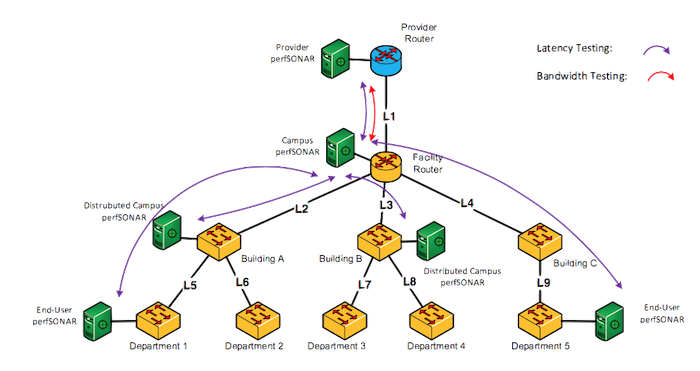 Provider
Router
Provider
perfSONAR
Latency Testing:
Bandwidth Testing:
L1
Campus
perfSONAR
Facility
Router
L2
L3
L4
Distrubuted Campus
perfSONAR
Building A
Building B
Distributed Campus
perfSONAR
Building C
L5
L6
L7
L8
L9
End-User
perfSONAR
End-User
perfSONAR
Department 1
Department 2
Department 3
Department 4
Department 5